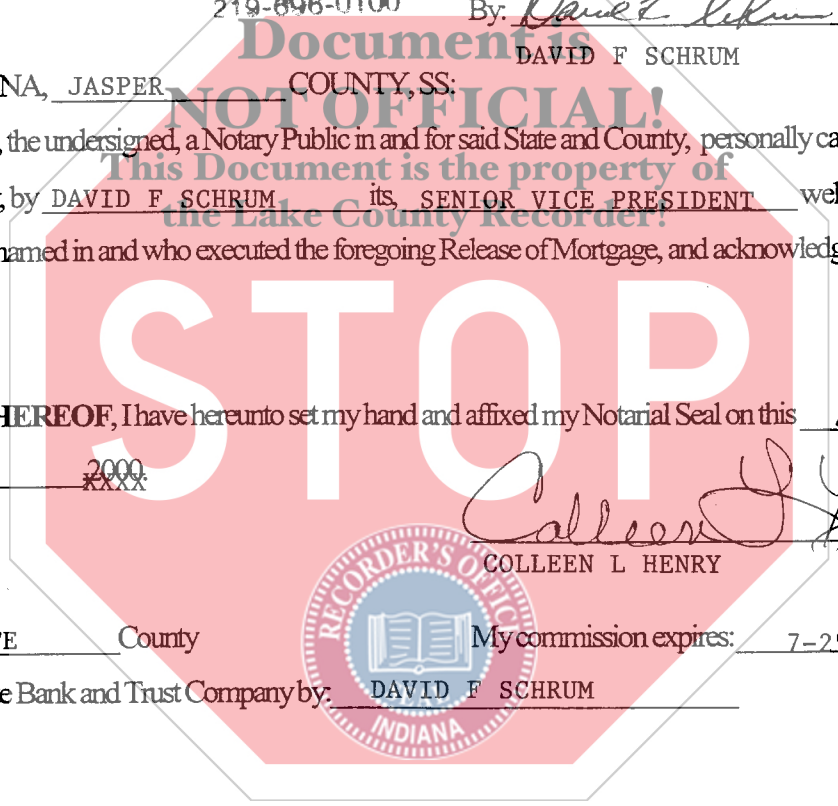 219-696-0100 By:
Document is
DAVID F SCHRUM
NA, JASPER COUNTY, SS:
NOT OFFICIAL!
, the undersigned, a Notary Public in and for said State and County, personally ca
This Document is the property of
, by DAVID F SCHRUM its, SENIOR VICE PRESIDENT wel
the Lake County Recorder!
named in and who executed the foregoing Release of Mortgage, and acknowledg
STOP
HEREOF, I have hereunto set my hand and affixed my Notarial Seal on this
2000
XXXX
Colleen L
COLLEEN L HENRY
RECORDER'S OFFICE
TE County My commission expires: 7-2
e Bank and Trust Company by: DAVID F SCHRUM
INDIANA